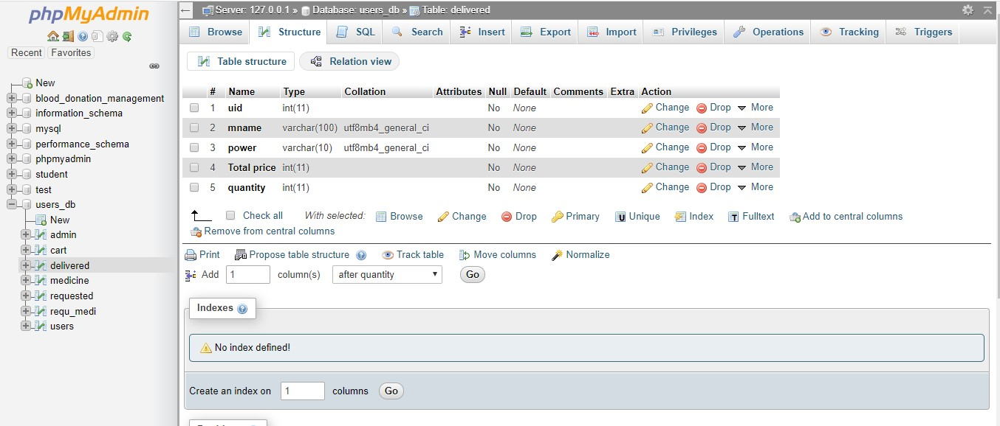 phpMyAdmin
Recent Favorites
New
blood_donation_management
information_schema
mysql
performance_schema
phpmyadmin
student
test
users_db
New
admin
cart
delivered
medicine
requested
requ_medi
users
Server: 127.0.0.1 » Database: users_db » Table: delivered
Browse Structure SQL Search Insert Export Import Privileges Operations Tracking Triggers
Table structure Relation view
# Name Type Collation Attributes Null Default Comments Extra Action
1 uid int(11) No None Change Drop More
2 mname varchar(100) utf8mb4_general_ci No None Change Drop More
3 power varchar(10) utf8mb4_general_ci No None Change Drop More
4 Total price int(11) No None Change Drop More
5 quantity int(11) No None Change Drop More
Check all With selected: Browse Change Drop Primary Unique Index Fulltext Add to central columns
Remove from central columns
Print Propose table structure Track table Move columns Normalize
Add 1 column(s) after quantity Go
Indexes
No index defined!
Create an index on 1 columns Go